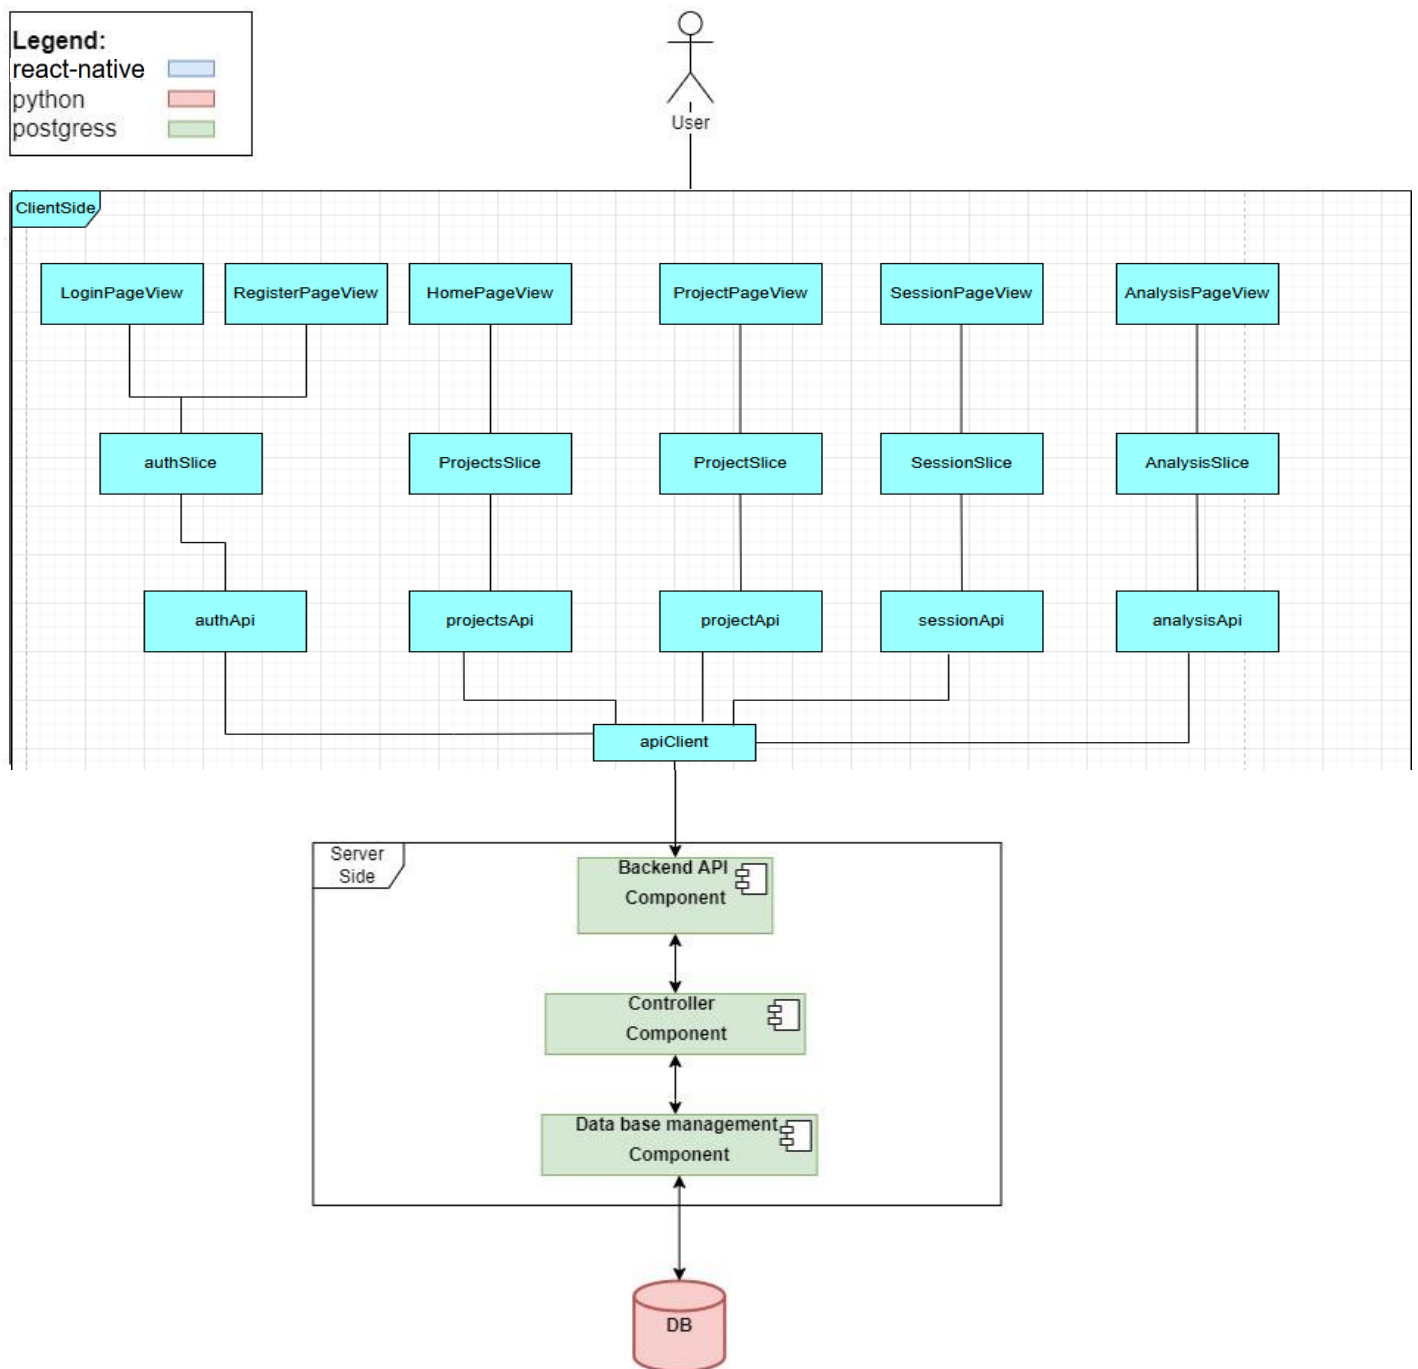 Legend:
react-native
python
postgress
User
ClientSide
LoginPageView
RegisterPageView
HomePageView
ProjectPageView
SessionPageView
AnalysisPageView
authSlice
ProjectsSlice
ProjectSlice
SessionSlice
AnalysisSlice
authApi
projectsApi
projectApi
sessionApi
analysisApi
apiClient
Server
Side
Backend API
Component
Controller
Component
Data base management
Component
DB